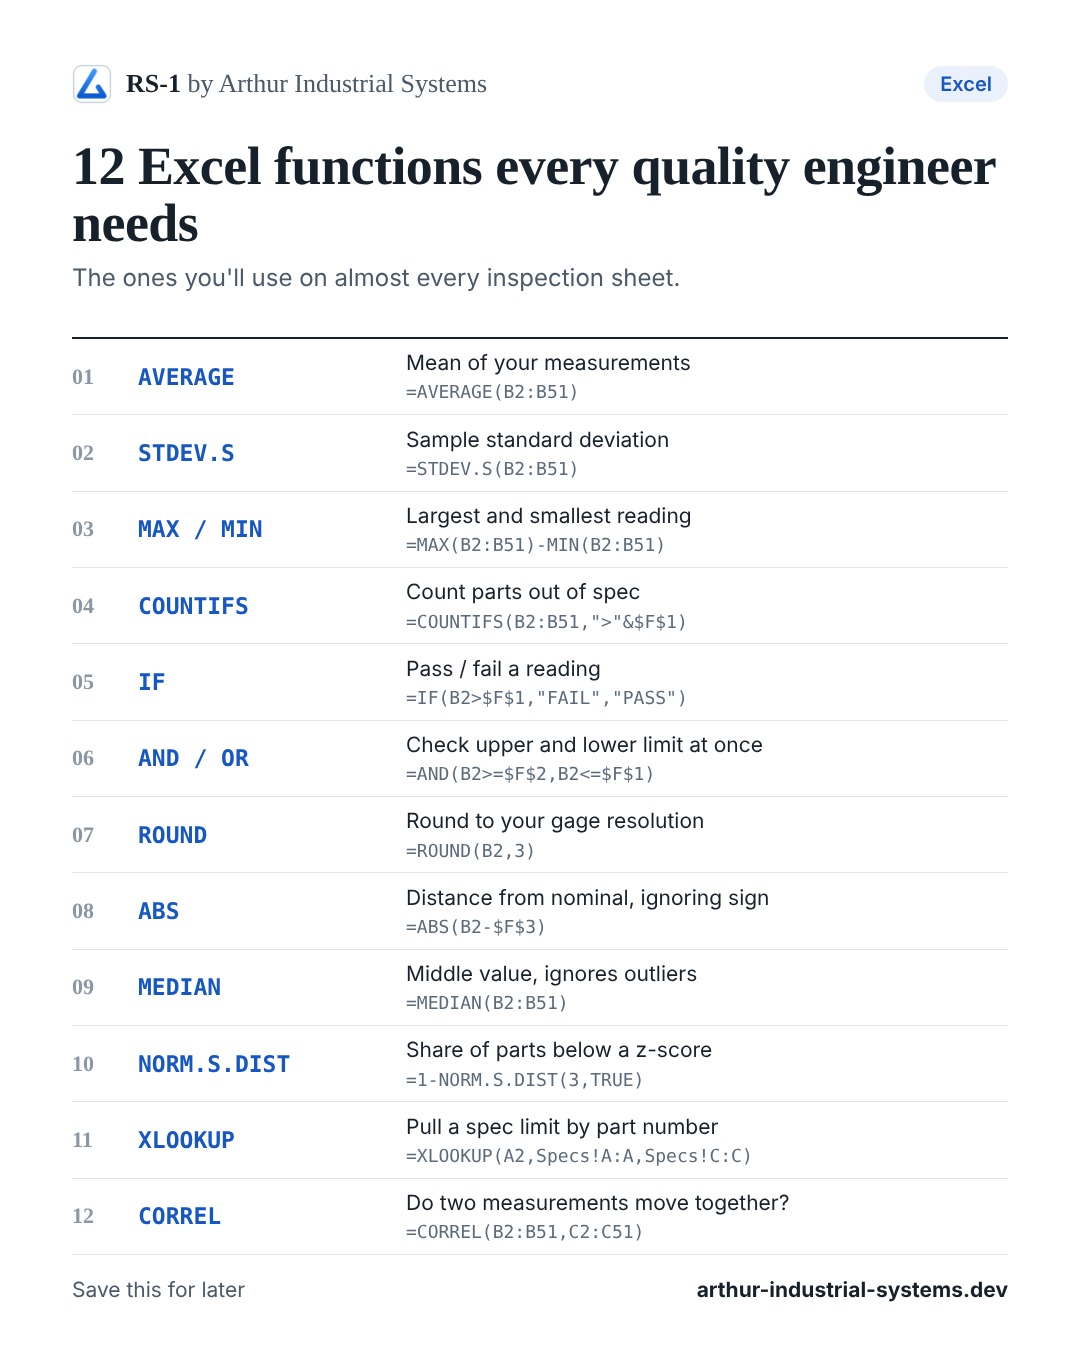 RS-1 by Arthur Industrial Systems
Excel
12 Excel functions every quality engineer
needs
The ones you'll use on almost every inspection sheet.
01 AVERAGE Mean of your measurements
=AVERAGE(B2:B51)
02 STDEV.S Sample standard deviation
=STDEV.S(B2:B51)
03 MAX / MIN Largest and smallest reading
=MAX(B2:B51)-MIN(B2:B51)
04 COUNTIFS Count parts out of spec
=COUNTIFS(B2:B51,">"&$F$1)
05 IF Pass / fail a reading
=IF(B2>$F$1,"FAIL","PASS")
06 AND / OR Check upper and lower limit at once
=AND(B2>=$F$2,B2<=$F$1)
07 ROUND Round to your gage resolution
=ROUND(B2,3)
08 ABS Distance from nominal, ignoring sign
=ABS(B2-$F$3)
09 MEDIAN Middle value, ignores outliers
=MEDIAN(B2:B51)
10 NORM.S.DIST Share of parts below a z-score
=1-NORM.S.DIST(3,TRUE)
11 XLOOKUP Pull a spec limit by part number
=XLOOKUP(A2,Specs!A:A,Specs!C:C)
12 CORREL Do two measurements move together?
=CORREL(B2:B51,C2:C51)
Save this for later
arthur-industrial-systems.dev